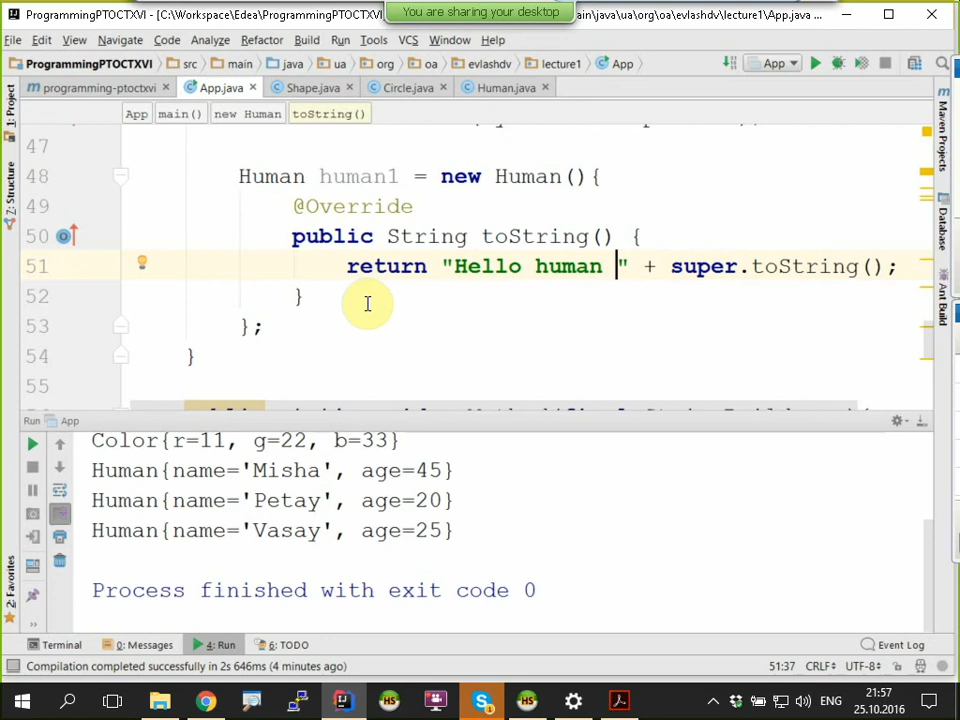 You are sharing your desktop
ProgrammingPTOCTXVI - [C:\Workspace\Edea\ProgrammingPTOCTXVI
ain/java/ua/org/oa/evlashdv/lecture1/App.java ...
File Edit View Navigate Code Analyze Refactor Build Run Tools VCS Window Help
ProgrammingPTOCTXVI src main java ua org oa evlashdv lecture1 App App
programming-ptoctxvi App.java Shape.java Circle.java Human.java
App main() new Human toString()
47
48 Human human1 = new Human(){
49 @Override
50 public String toString() {
51 return "Hello human " + super.toString();
52 }
53 };
54 }
55
Run App
Color{r=11, g=22, b=33}
Human{name='Misha', age=45}
Human{name='Petay', age=20}
Human{name='Vasay', age=25}
Process finished with exit code 0
1: Project
Z: Structure
2: Favorites
Maven Projects
Database
Ant Build
Terminal 0: Messages 4: Run 6: TODO Event Log
Compilation completed successfully in 2s 646ms (4 minutes ago) 51:37 CRLF UTF-8
ENG 21:57
25.10.2016